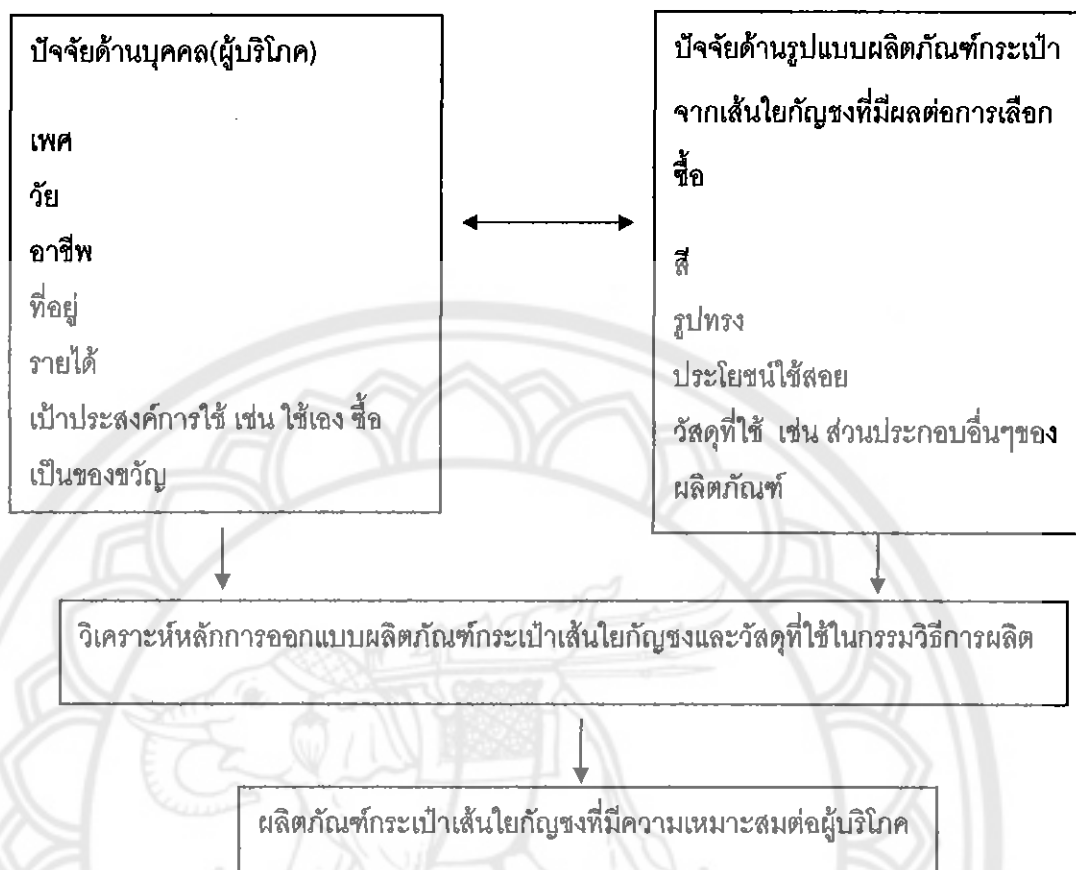 ปัจจัยด้านบุคคล(ผู้บริโภค)
เพศ
วัย
อาชีพ
ที่อยู่
รายได้
เป้าประสงค์การใช้ เช่น ใช้เอง ซื้อ
เป็นของขวัญ
ปัจจัยด้านรูปแบบผลิตภัณฑ์กระเป๋า
จากเส้นใยกัญชงที่มีผลต่อการเลือก
ซื้อ
สี
รูปทรง
ประโยชน์ใช้สอย
วัสดุที่ใช้ เช่น ส่วนประกอบอื่นๆของ
ผลิตภัณฑ์
วิเคราะห์หลักการออกแบบผลิตภัณฑ์กระเป๋าเส้นใยกัญชงและวัสดุที่ใช้ในกรรมวิธีการผลิต
ผลิตภัณฑ์กระเป๋าเส้นใยกัญชงที่มีความเหมาะสมต่อผู้บริโภค